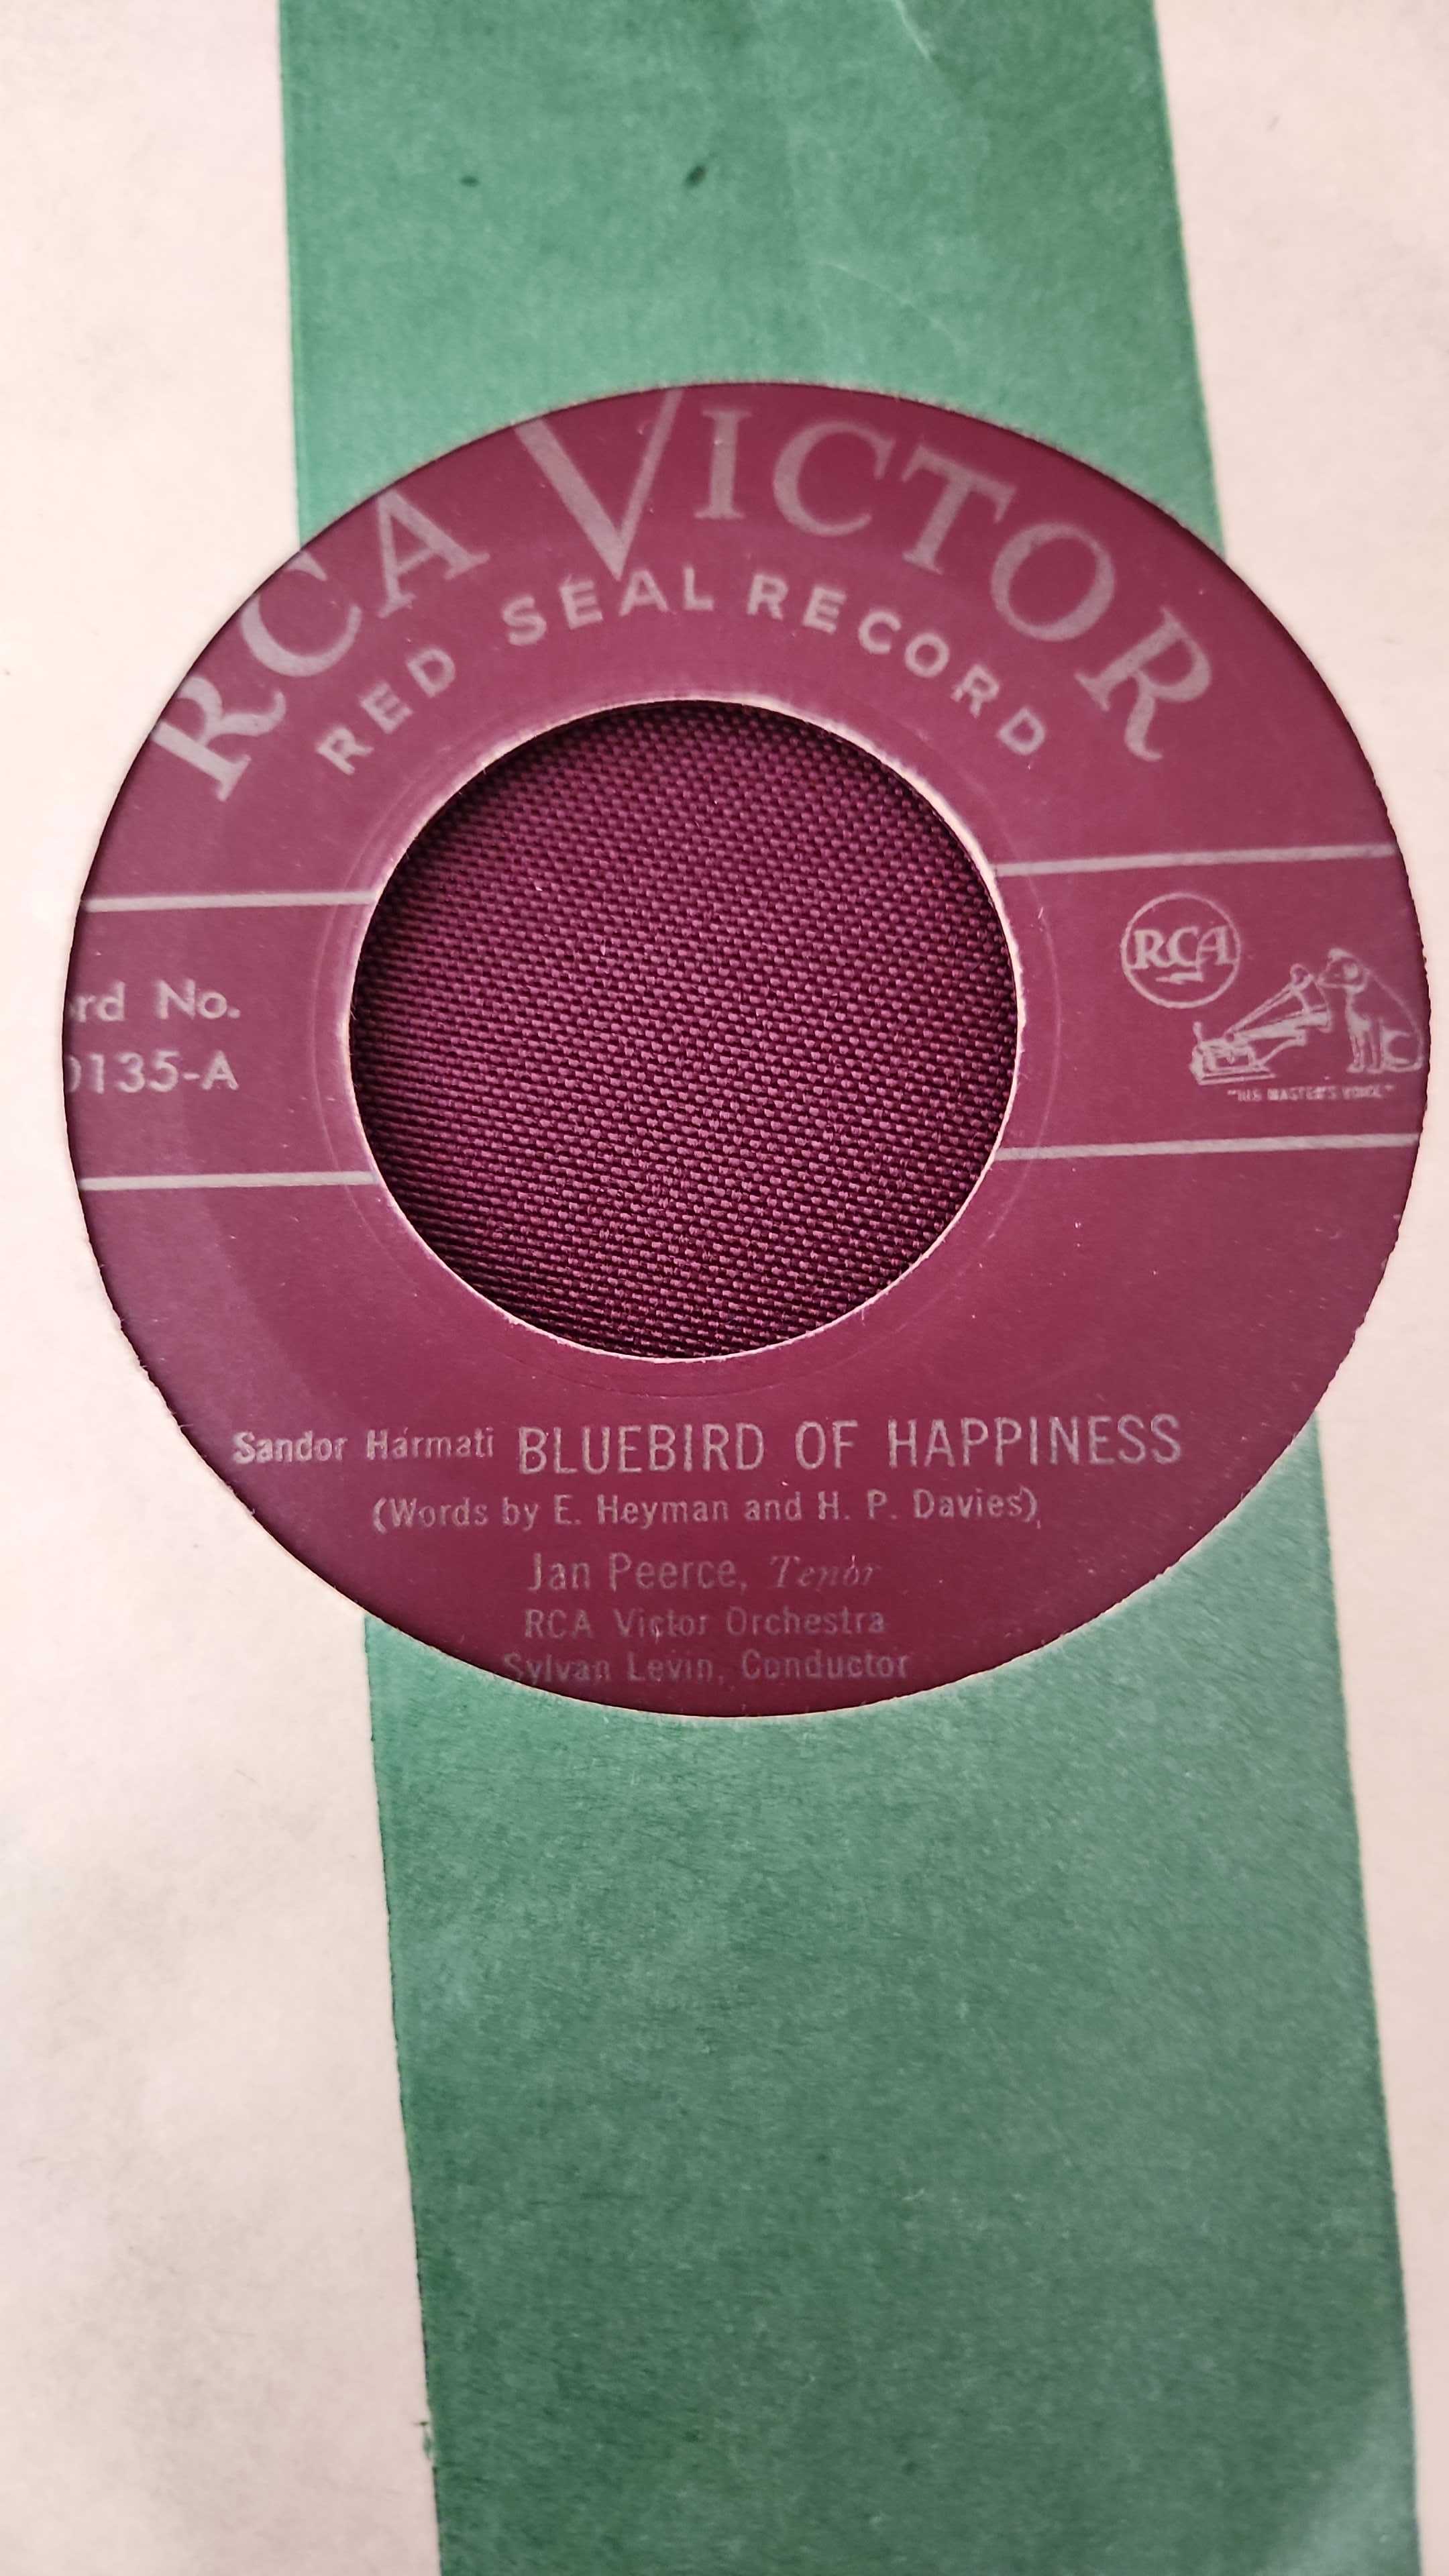 RCA VICTOR
RED SEAL RECORD
rd No.
0135-A
RCA
"HIS MASTER'S VOICE"
Sandor Harmati BLUEBIRD OF HAPPINESS
(Words by E. Heyman and H. P. Davies)
Jan Peerce, Tenor
RCA Victor Orchestra
Sylvan Levin, Conductor